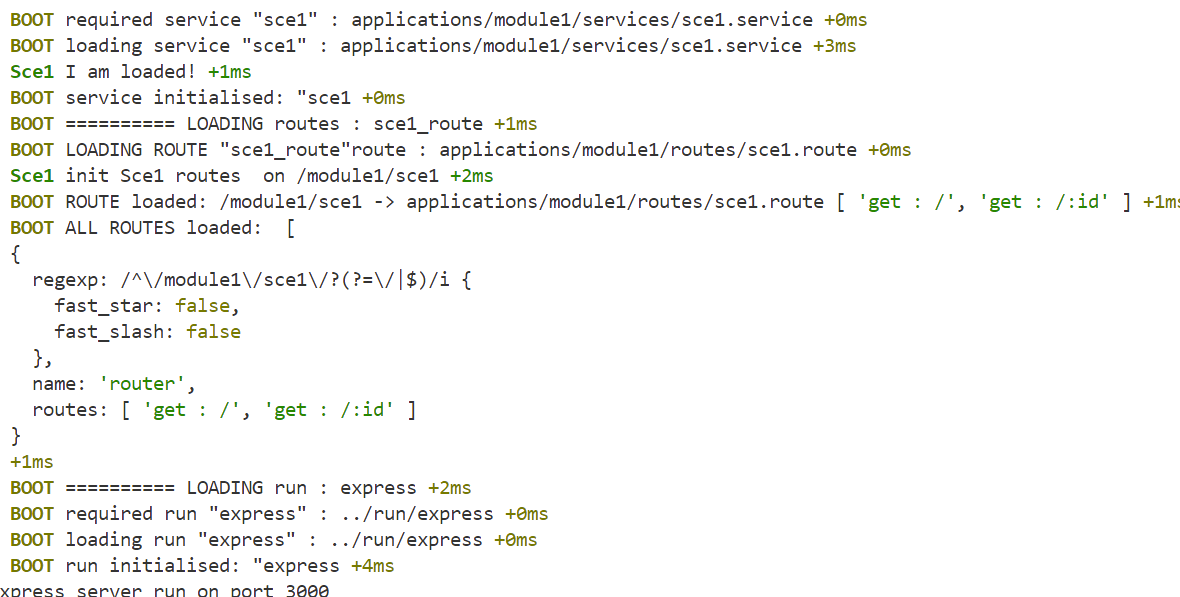 BOOT required service "sce1" : applications/module1/services/sce1.service +0ms
BOOT loading service "sce1" : applications/module1/services/sce1.service +3ms
Sce1 I am loaded! +1ms
BOOT service initialised: "sce1 +0ms
BOOT ========== LOADING routes : sce1_route +1ms
BOOT LOADING ROUTE "sce1_route"route : applications/module1/routes/sce1.route +0ms
Sce1 init Sce1 routes  on /module1/sce1 +2ms
BOOT ROUTE loaded: /module1/sce1 -> applications/module1/routes/sce1.route [ 'get : /', 'get : /:id' ] +1ms
BOOT ALL ROUTES loaded:  [
{
  regexp: /^\/module1\/sce1\/?(?=\/|$)/i {
    fast_star: false,
    fast_slash: false
  },
  name: 'router',
  routes: [ 'get : /', 'get : /:id' ]
}
+1ms
BOOT ========== LOADING run : express +2ms
BOOT required run "express" : ../run/express +0ms
BOOT loading run "express" : ../run/express +0ms
BOOT run initialised: "express +4ms
xpress server run on port 3000